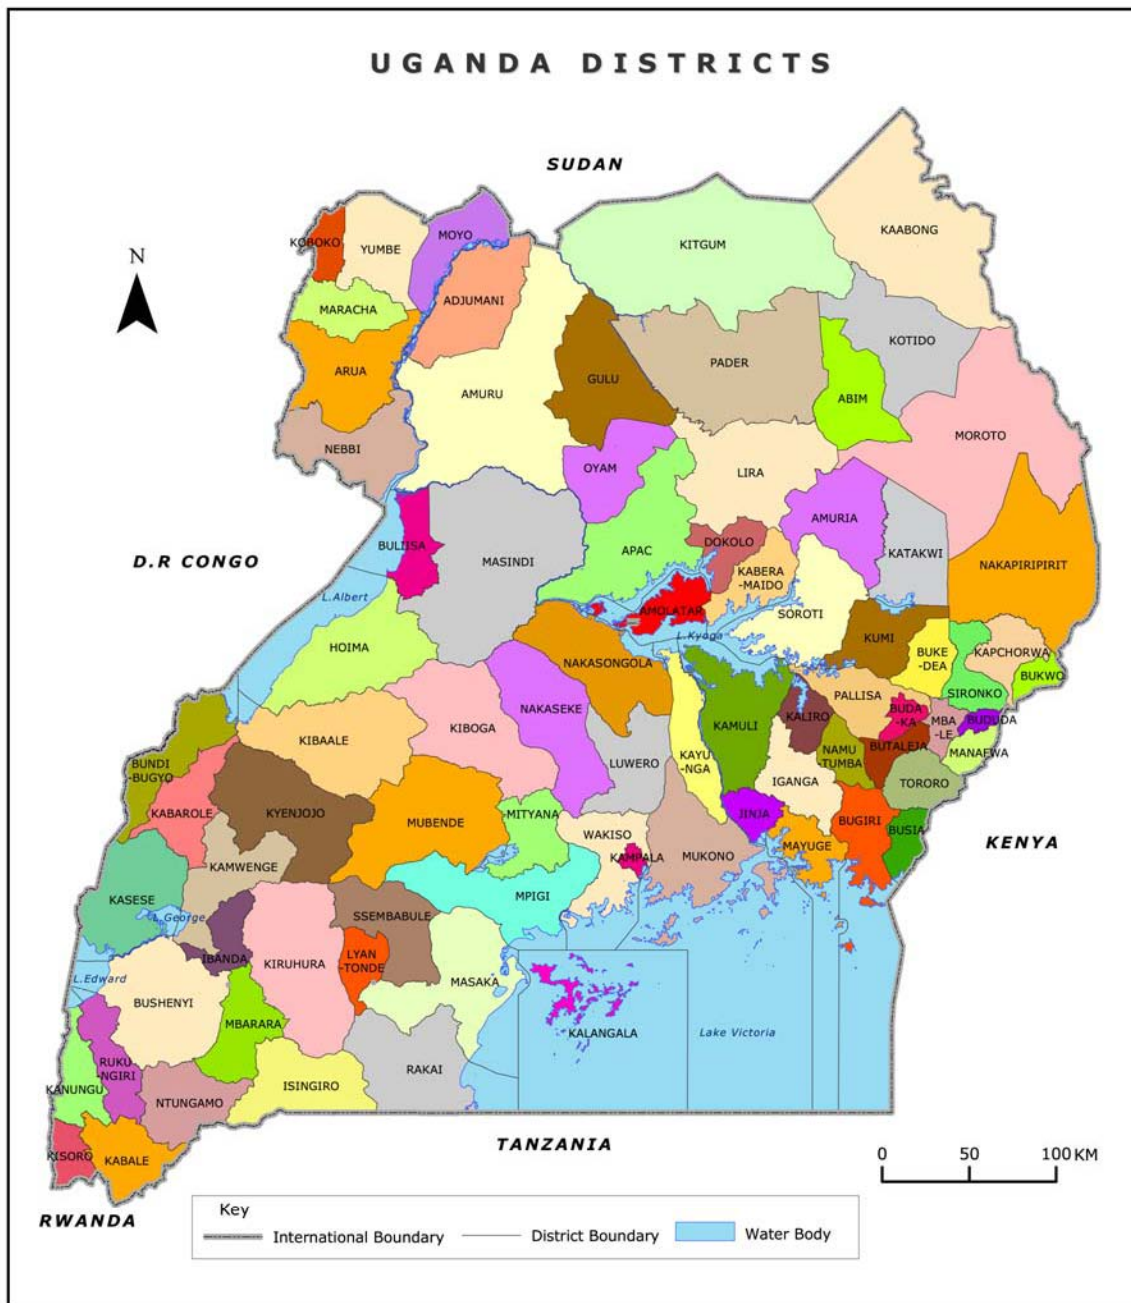 UGANDA DISTRICTS
SUDAN
KAABONG
KITGUM
MOYO
KOBOKO
YUMBE
N
ADJUMANI
MARACHA
KOTIDO
PADER
ARUA
GULU
AMURU
ABIM
MOROTO
NEBBI
OYAM
LIRA
AMURIA
BULIISA
DOKOLO
APAC
KATAKWI
MASINDI
D.R CONGO
NAKAPIRIPIRIT
KABERA
-MAIDO
L.Albert
AMOLATAR
SOROTI
L.Kyoga
KUMI
HOIMA
BUKE
-DEA
KAPCHORWA
NAKASONGOLA
BUKWO
SIRONKO
PALLISA
NAKASEKE
KIBOGA
BUDA
-KA
KAMULI
KALIRO
MBA
-LE
BUDUDA
KIBAALE
BUTALEJA
NAMU
TUMBA
MANAFWA
KAYU
-NGA
LUWERO
BUNDI
-BUGYO
IGANGA
TORORO
KABAROLE
KYENJOJO
MITYANA
JINJA
MUBENDE
BUGIRI
BUSIA
WAKISO
KENYA
MAYUGE
KAMPALA
MUKONO
KAMWENGE
MPIGI
KASESE
SSEMBABULE
L.George
LYAN
-TONDE
IBANDA
KIRUHURA
L.Edward
MASAKA
BUSHENYI
MBARARA
KALANGALA
Lake Victoria
RUKU
-NGIRI
RAKAI
KANUNGU
ISINGIRO
NTUNGAMO
TANZANIA
KISORO
KABALE
0 50 100 KM
RWANDA
Key
International Boundary District Boundary Water Body